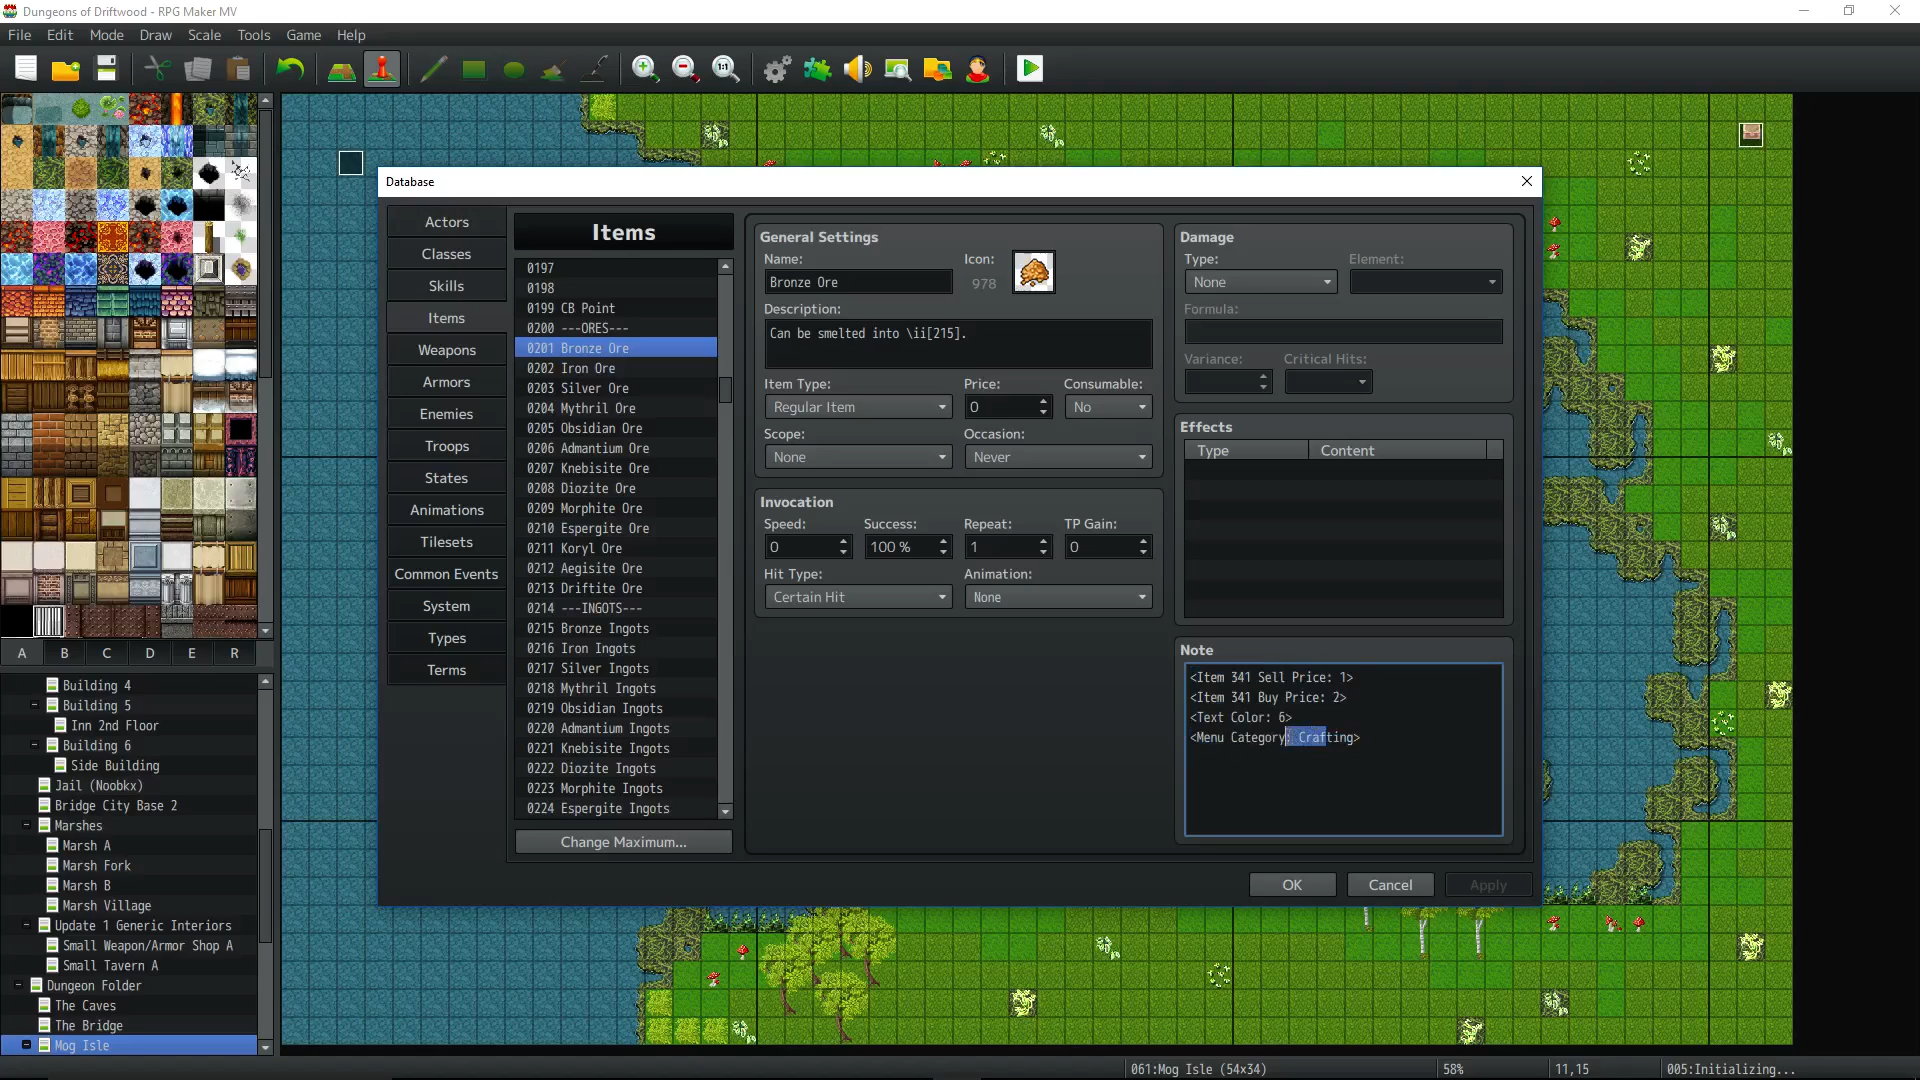 Dungeons of Driftwood - RPG Maker MV
File Edit Mode Draw Scale Tools Game Help
1:1
Database
Actors
Classes
Skills
Items
Weapons
Armors
Enemies
Troops
States
Animations
Tilesets
Common Events
System
Types
Terms
Items
0197
0198
0199 CB Point
0200 ---ORES---
0201 Bronze Ore
0202 Iron Ore
0203 Silver Ore
0204 Mythril Ore
0205 Obsidian Ore
0206 Admantium Ore
0207 Knebisite Ore
0208 Diozite Ore
0209 Morphite Ore
0210 Espergite Ore
0211 Koryl Ore
0212 Aegisite Ore
0213 Driftite Ore
0214 ---INGOTS---
0215 Bronze Ingots
0216 Iron Ingots
0217 Silver Ingots
0218 Mythril Ingots
0219 Obsidian Ingots
0220 Admantium Ingots
0221 Knebisite Ingots
0222 Diozite Ingots
0223 Morphite Ingots
0224 Espergite Ingots
Change Maximum...
General Settings
Name: Icon:
Bronze Ore 978
Description:
Can be smelted into \ii[215].
Item Type: Price: Consumable:
Regular Item 0 No
Scope: Occasion:
None Never
Invocation
Speed: Success: Repeat: TP Gain:
0 100 % 1 0
Hit Type: Animation:
Certain Hit None
Damage
Type: Element:
None
Formula:
Variance: Critical Hits:
Effects
Type Content
Note
<Item 341 Sell Price: 1>
<Item 341 Buy Price: 2>
<Text Color: 6>
<Menu Category: Crafting>
OK Cancel Apply
A B C D E R
Building 4
Building 5
Inn 2nd Floor
Building 6
Side Building
Jail (Noobkx)
Bridge City Base 2
Marshes
Marsh A
Marsh Fork
Marsh B
Marsh Village
Update 1 Generic Interiors
Small Weapon/Armor Shop A
Small Tavern A
Dungeon Folder
The Caves
The Bridge
Mog Isle
061:Mog Isle (54x34) 58% 11,15 005:Initializing...